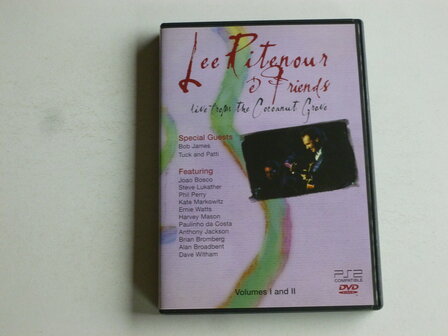 Lee Ritenour
& Friends
live from the Cocoanut Grove
Special Guests
Bob James
Tuck and Patti
Featuring
Joao Bosco
Steve Lukather
Phil Perry
Kate Markowitz
Ernie Watts
Harvey Mason
Paulinho da Costa
Anthony Jackson
Brian Bromberg
Alan Broadbent
Dave Witham
Volumes I and II
PS2
COMPATIBLE
DVD